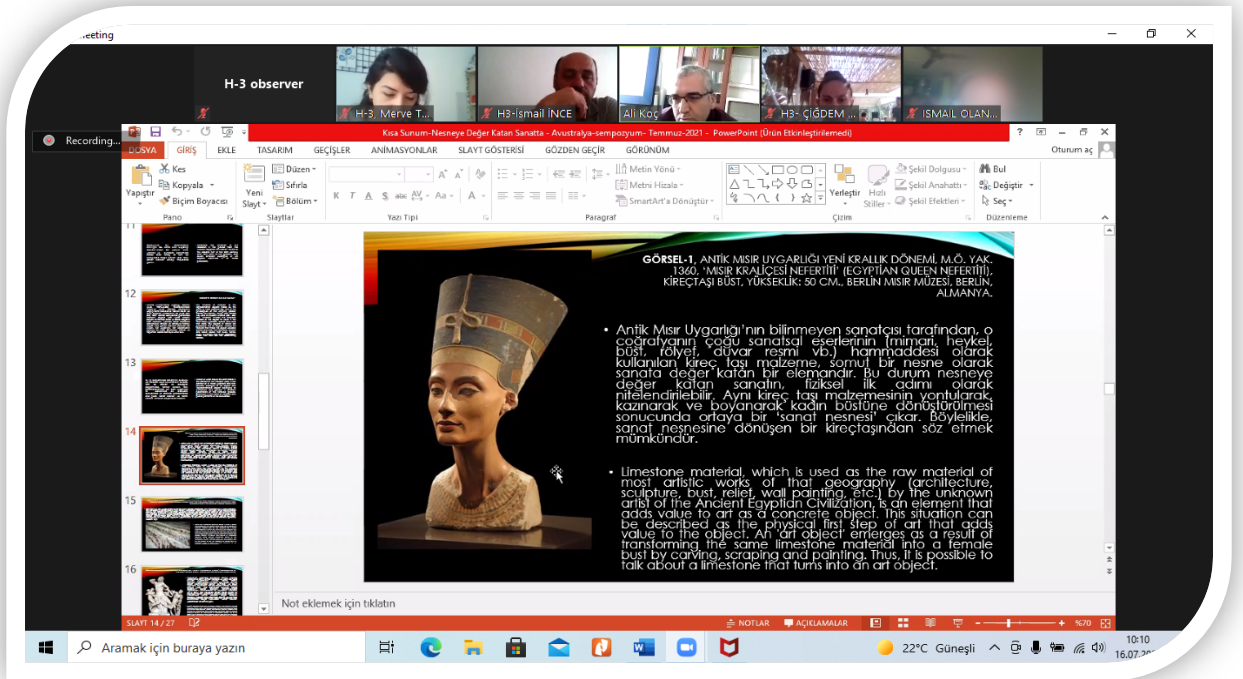 eeting
H-3 observer
H-3, Merve T...
H3-İsmail İNCE
Ali Koç
H3- ÇİĞDEM ...
ISMAIL OLAN...
Recording...
Kısa Sunum-Nesneye Değer Katan Sanatta - Avustralya-sempozyum- Temmuz-2021 - PowerPoint (Ürün Etkinleştirilemedi)
DOSYA GİRİŞ EKLE TASARIM GEÇİŞLER ANİMASYONLAR SLAYT GÖSTERİSİ GÖZDEN GEÇİR GÖRÜNÜM Oturum aç
Yapıştır
Kes
Kopyala
Biçim Boyacısı
Pano
Yeni
Slayt
Düzen
Sıfırla
Bölüm
Slaytlar
K T A S abc AV Aa A
Yazı Tipi
Metin Yönü
Metni Hizala
SmartArt'a Dönüştür
Paragraf
Yerleştir
Hızlı
Stiller
Şekil Dolgusu
Şekil Anahattı
Şekil Efektleri
Çizim
Bul
Değiştir
Seç
Düzenleme
11
12
13
14
15
16
GÖRSEL-1, ANTİK MISIR UYGARLIĞI YENİ KRALLIK DÖNEMİ, M.Ö. YAK.
1360, ‘MISIR KRALİÇESİ NEFERTİTİ’ (EGYPTİAN QUEEN NEFERTİTİ),
KİREÇTAŞI BÜST, YÜKSEKLİK: 50 CM., BERLİN MISIR MÜZESİ, BERLİN,
ALMANYA.
• Antik Mısır Uygarlığı’nın bilinmeyen sanatçısı tarafından, o
coğrafyanın çoğu sanatsal eserlerinin (mimari, heykel,
büst, rölyef, duvar resmi vb.) hammaddesi olarak
kullanılan kireç taşı malzeme, somut bir nesne olarak
sanata değer katan bir elemandır. Bu durum nesneye
değer katan sanatın, fiziksel ilk adımı olarak
nitelendirilebilir. Aynı kireç taşı malzemesinin yontularak,
kazınarak ve boyanarak kadın büstüne dönüştürülmesi
sonucunda ortaya bir ‘sanat nesnesi’ çıkar. Böylelikle,
sanat nesnesine dönüşen bir kireçtaşından söz etmek
mümkündür.
• Limestone material, which is used as the raw material of
most artistic works of that geography (architecture,
sculpture, bust, relief, wall painting, etc.) by the unknown
artist of the Ancient Egyptian Civilization, is an element that
adds value to art as a concrete object. This situation can
be described as the physical first step of art that adds
value to the object. An ‘art object’ emerges as a result of
transforming the same limestone material into a female
bust by carving, scraping and painting. Thus, it is possible to
talk about a limestone that turns into an art object.
Not eklemek için tıklatın
SLAYT 14 / 27 NOTLAR AÇIKLAMALAR %70
Aramak için buraya yazın
22°C Güneşli
10:10
16.07.20